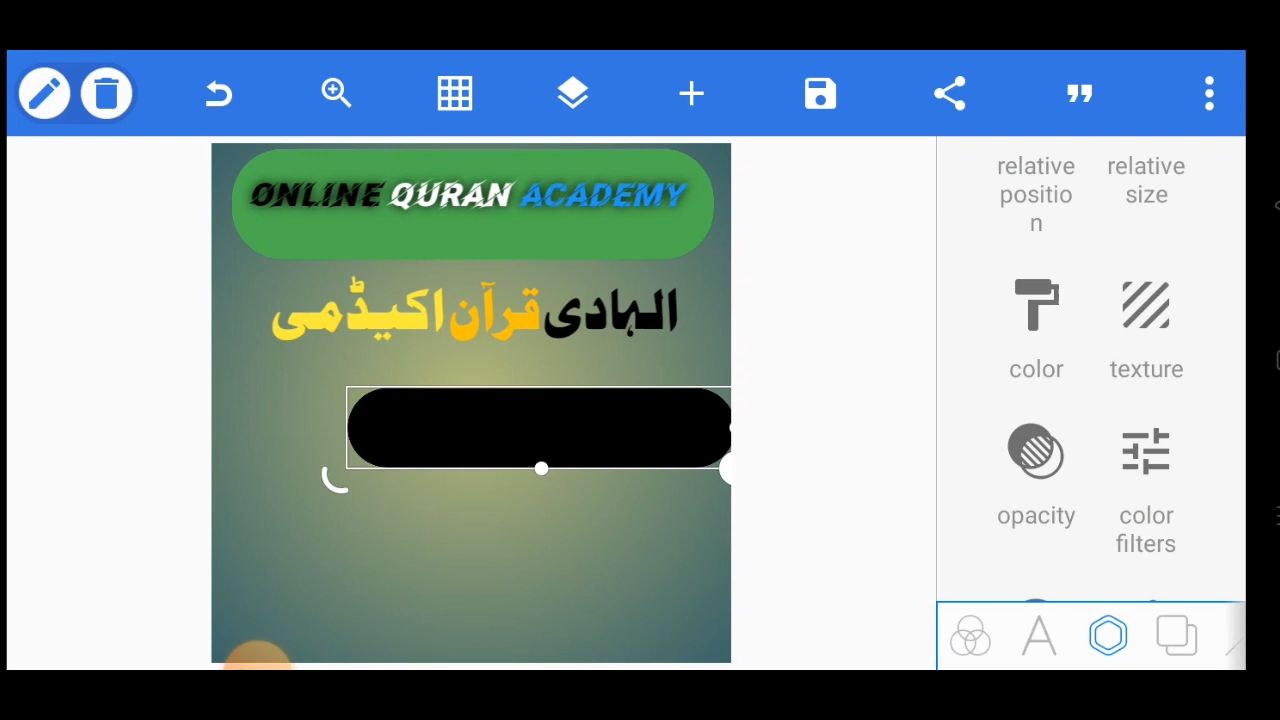 ONLINE QURAN ACADEMY
الہادی قرآن اکیڈمی
relative position
relative size
color
texture
opacity
color filters